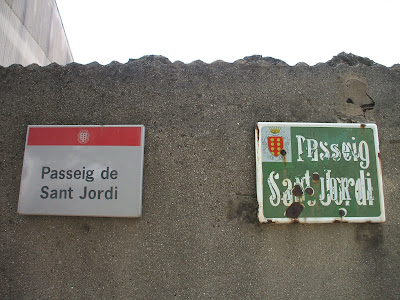 Passeig de
Sant Jordi
Passeig
Sant Jordi